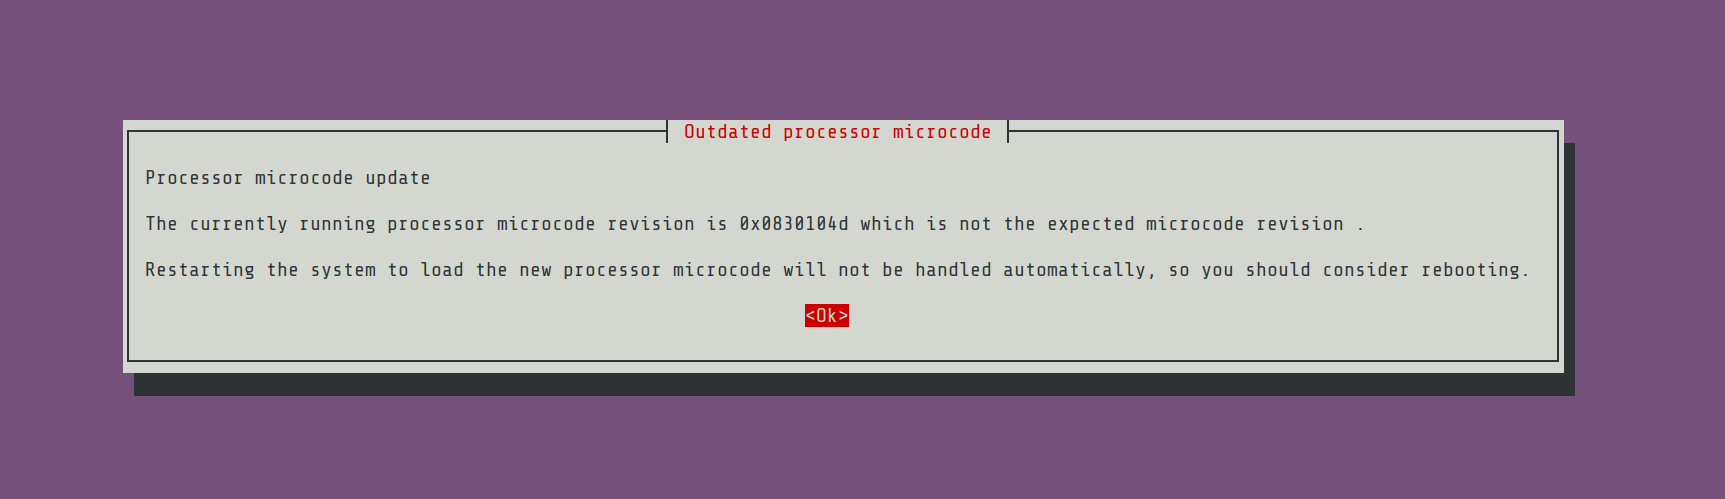 Outdated processor microcode
Processor microcode update
The currently running processor microcode revision is 0x0830104d which is not the expected microcode revision .
Restarting the system to load the new processor microcode will not be handled automatically, so you should consider rebooting.
<Ok>